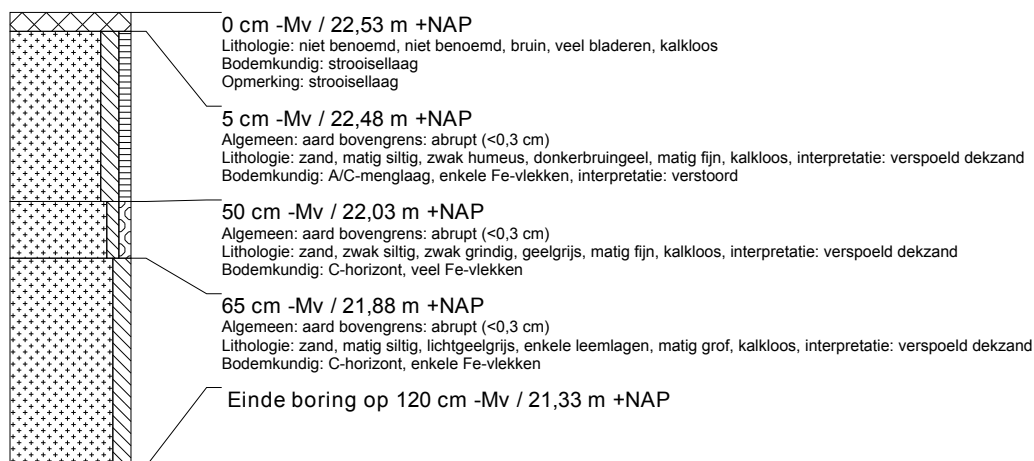 0 cm -Mv / 22,53 m +NAP
Lithologie: niet benoemd, niet benoemd, bruin, veel bladeren, kalkloos
Bodemkundig: strooisellaag
Opmerking: strooisellaag
5 cm -Mv / 22,48 m +NAP
Algemeen: aard bovengrens: abrupt (<0,3 cm)
Lithologie: zand, matig siltig, zwak humeus, donkerbruingeel, matig fijn, kalkloos, interpretatie: verspoeld dekzand
Bodemkundig: A/C-menglaag, enkele Fe-vlekken, interpretatie: verstoord
50 cm -Mv / 22,03 m +NAP
Algemeen: aard bovengrens: abrupt (<0,3 cm)
Lithologie: zand, zwak siltig, zwak grindig, geelgrijs, matig fijn, kalkloos, interpretatie: verspoeld dekzand
Bodemkundig: C-horizont, veel Fe-vlekken
65 cm -Mv / 21,88 m +NAP
Algemeen: aard bovengrens: abrupt (<0,3 cm)
Lithologie: zand, matig siltig, lichtgeelgrijs, enkele leemlagen, matig grof, kalkloos, interpretatie: verspoeld dekzand
Bodemkundig: C-horizont, enkele Fe-vlekken
Einde boring op 120 cm -Mv / 21,33 m +NAP